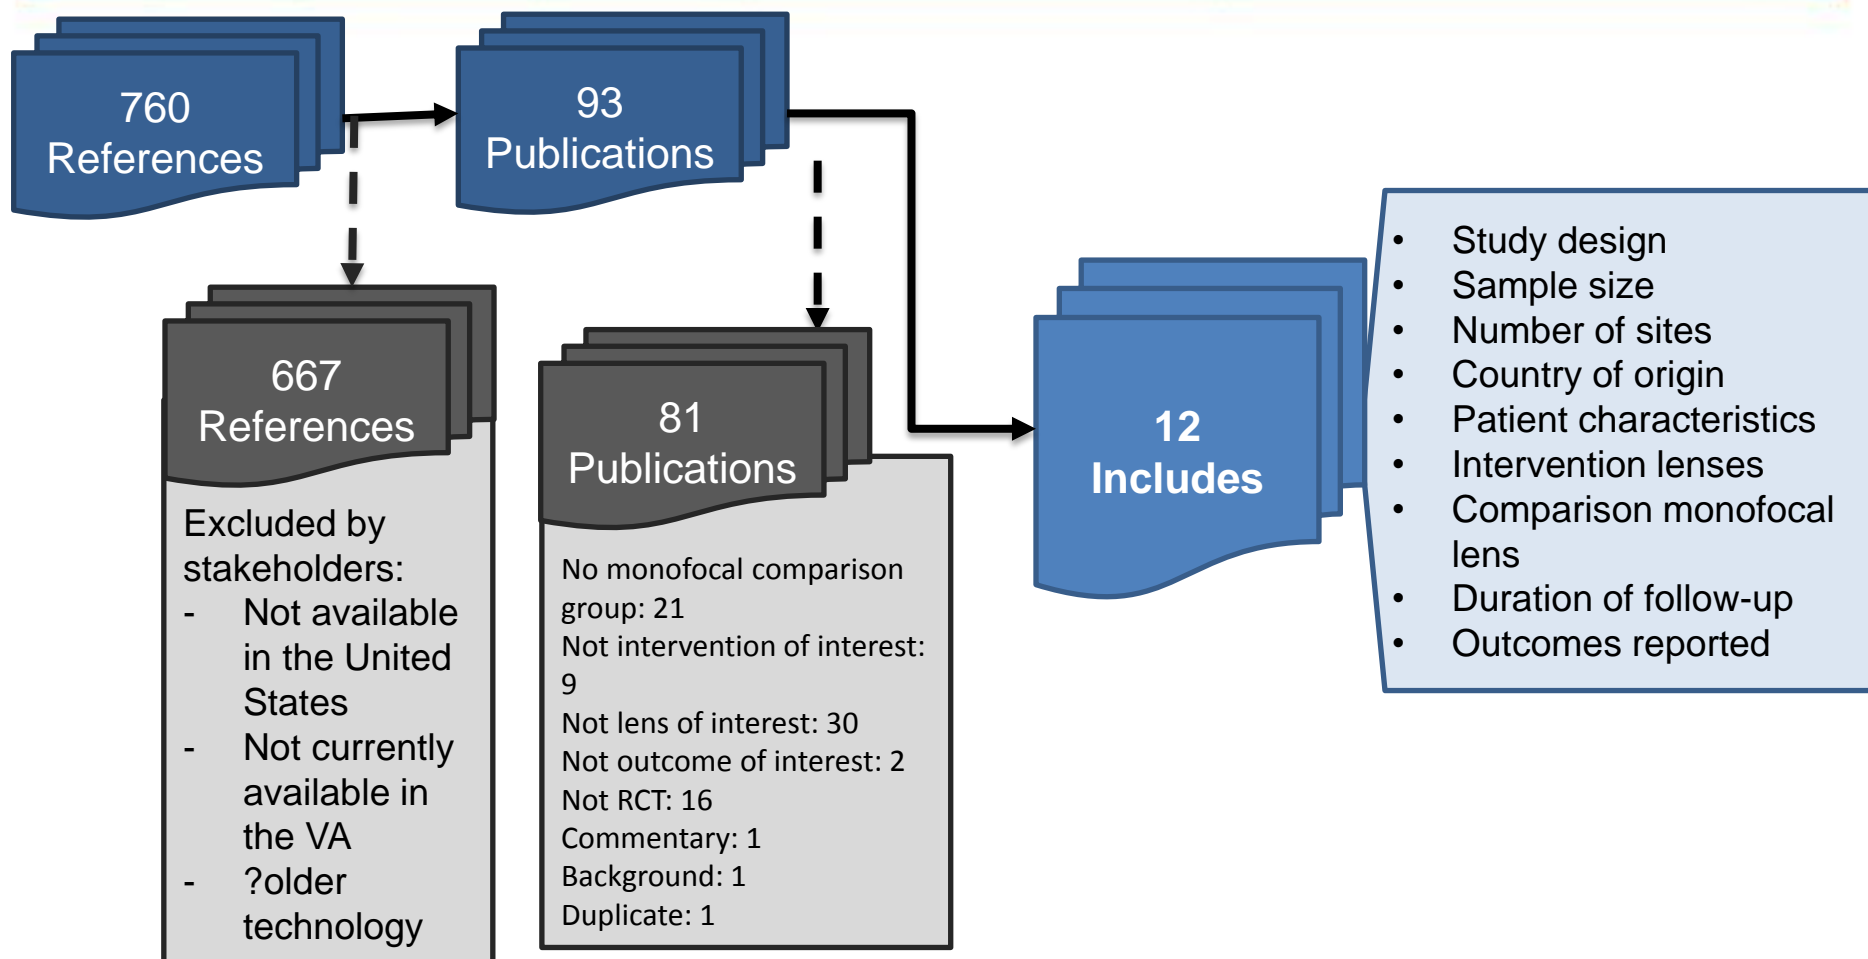 760
References
93
Publications
667
References
Excluded by
stakeholders:
- Not available
in the United
States
- Not currently
available in
the VA
- ?older
technology
81
Publications
No monofocal comparison
group: 21
Not intervention of interest:
9
Not lens of interest: 30
Not outcome of interest: 2
Not RCT: 16
Commentary: 1
Background: 1
Duplicate: 1
12
Includes
• Study design
• Sample size
• Number of sites
• Country of origin
• Patient characteristics
• Intervention lenses
• Comparison monofocal
lens
• Duration of follow-up
• Outcomes reported